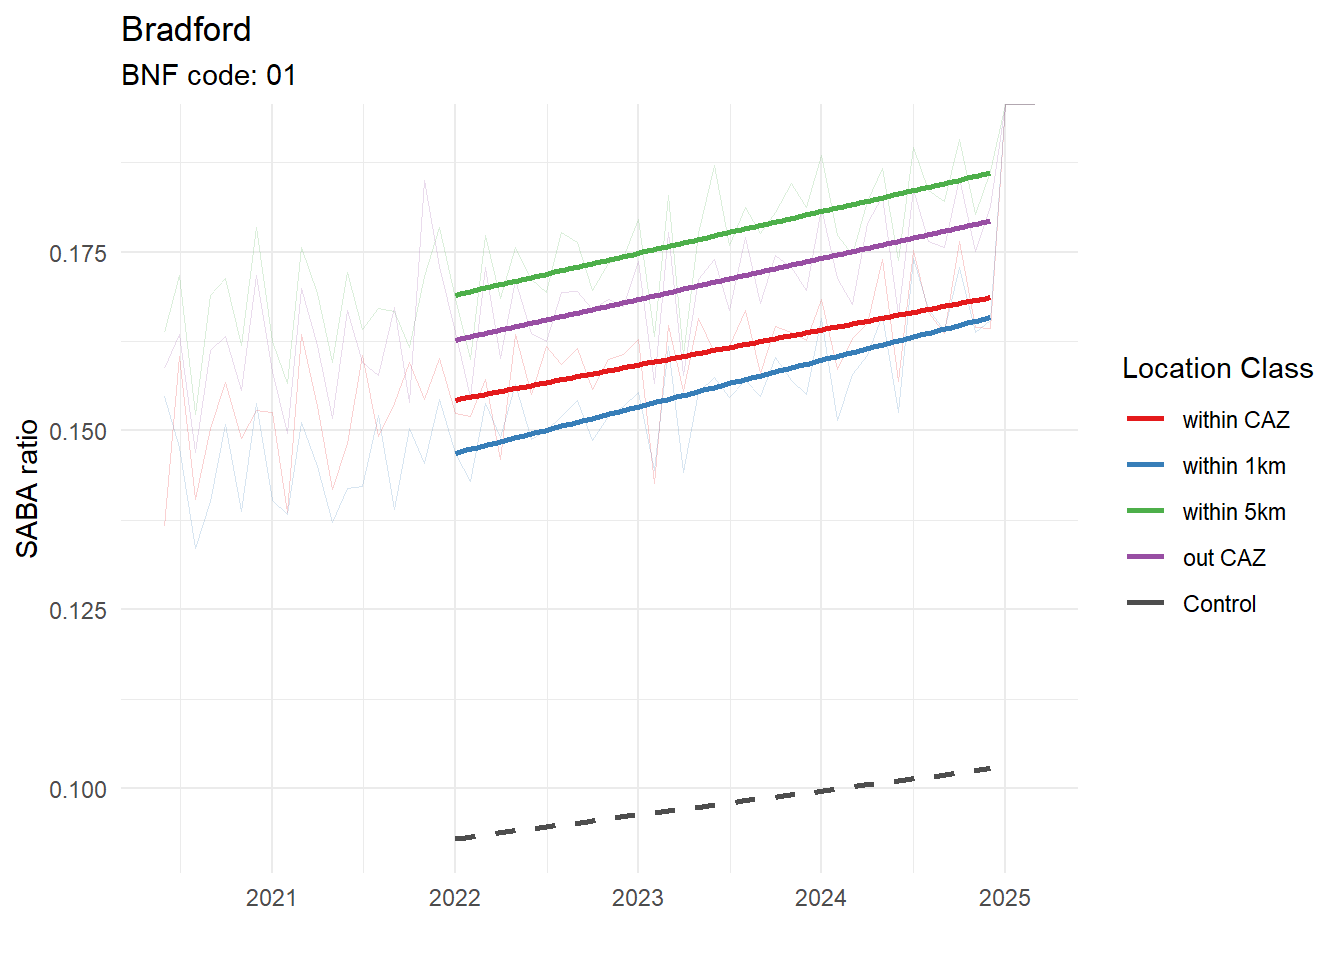 Bradford
BNF code: 01
0.175
0.150
0.125
0.100
SABA ratio
2021 2022 2023 2024 2025
Location Class
within CAZ
within 1km
within 5km
out CAZ
Control